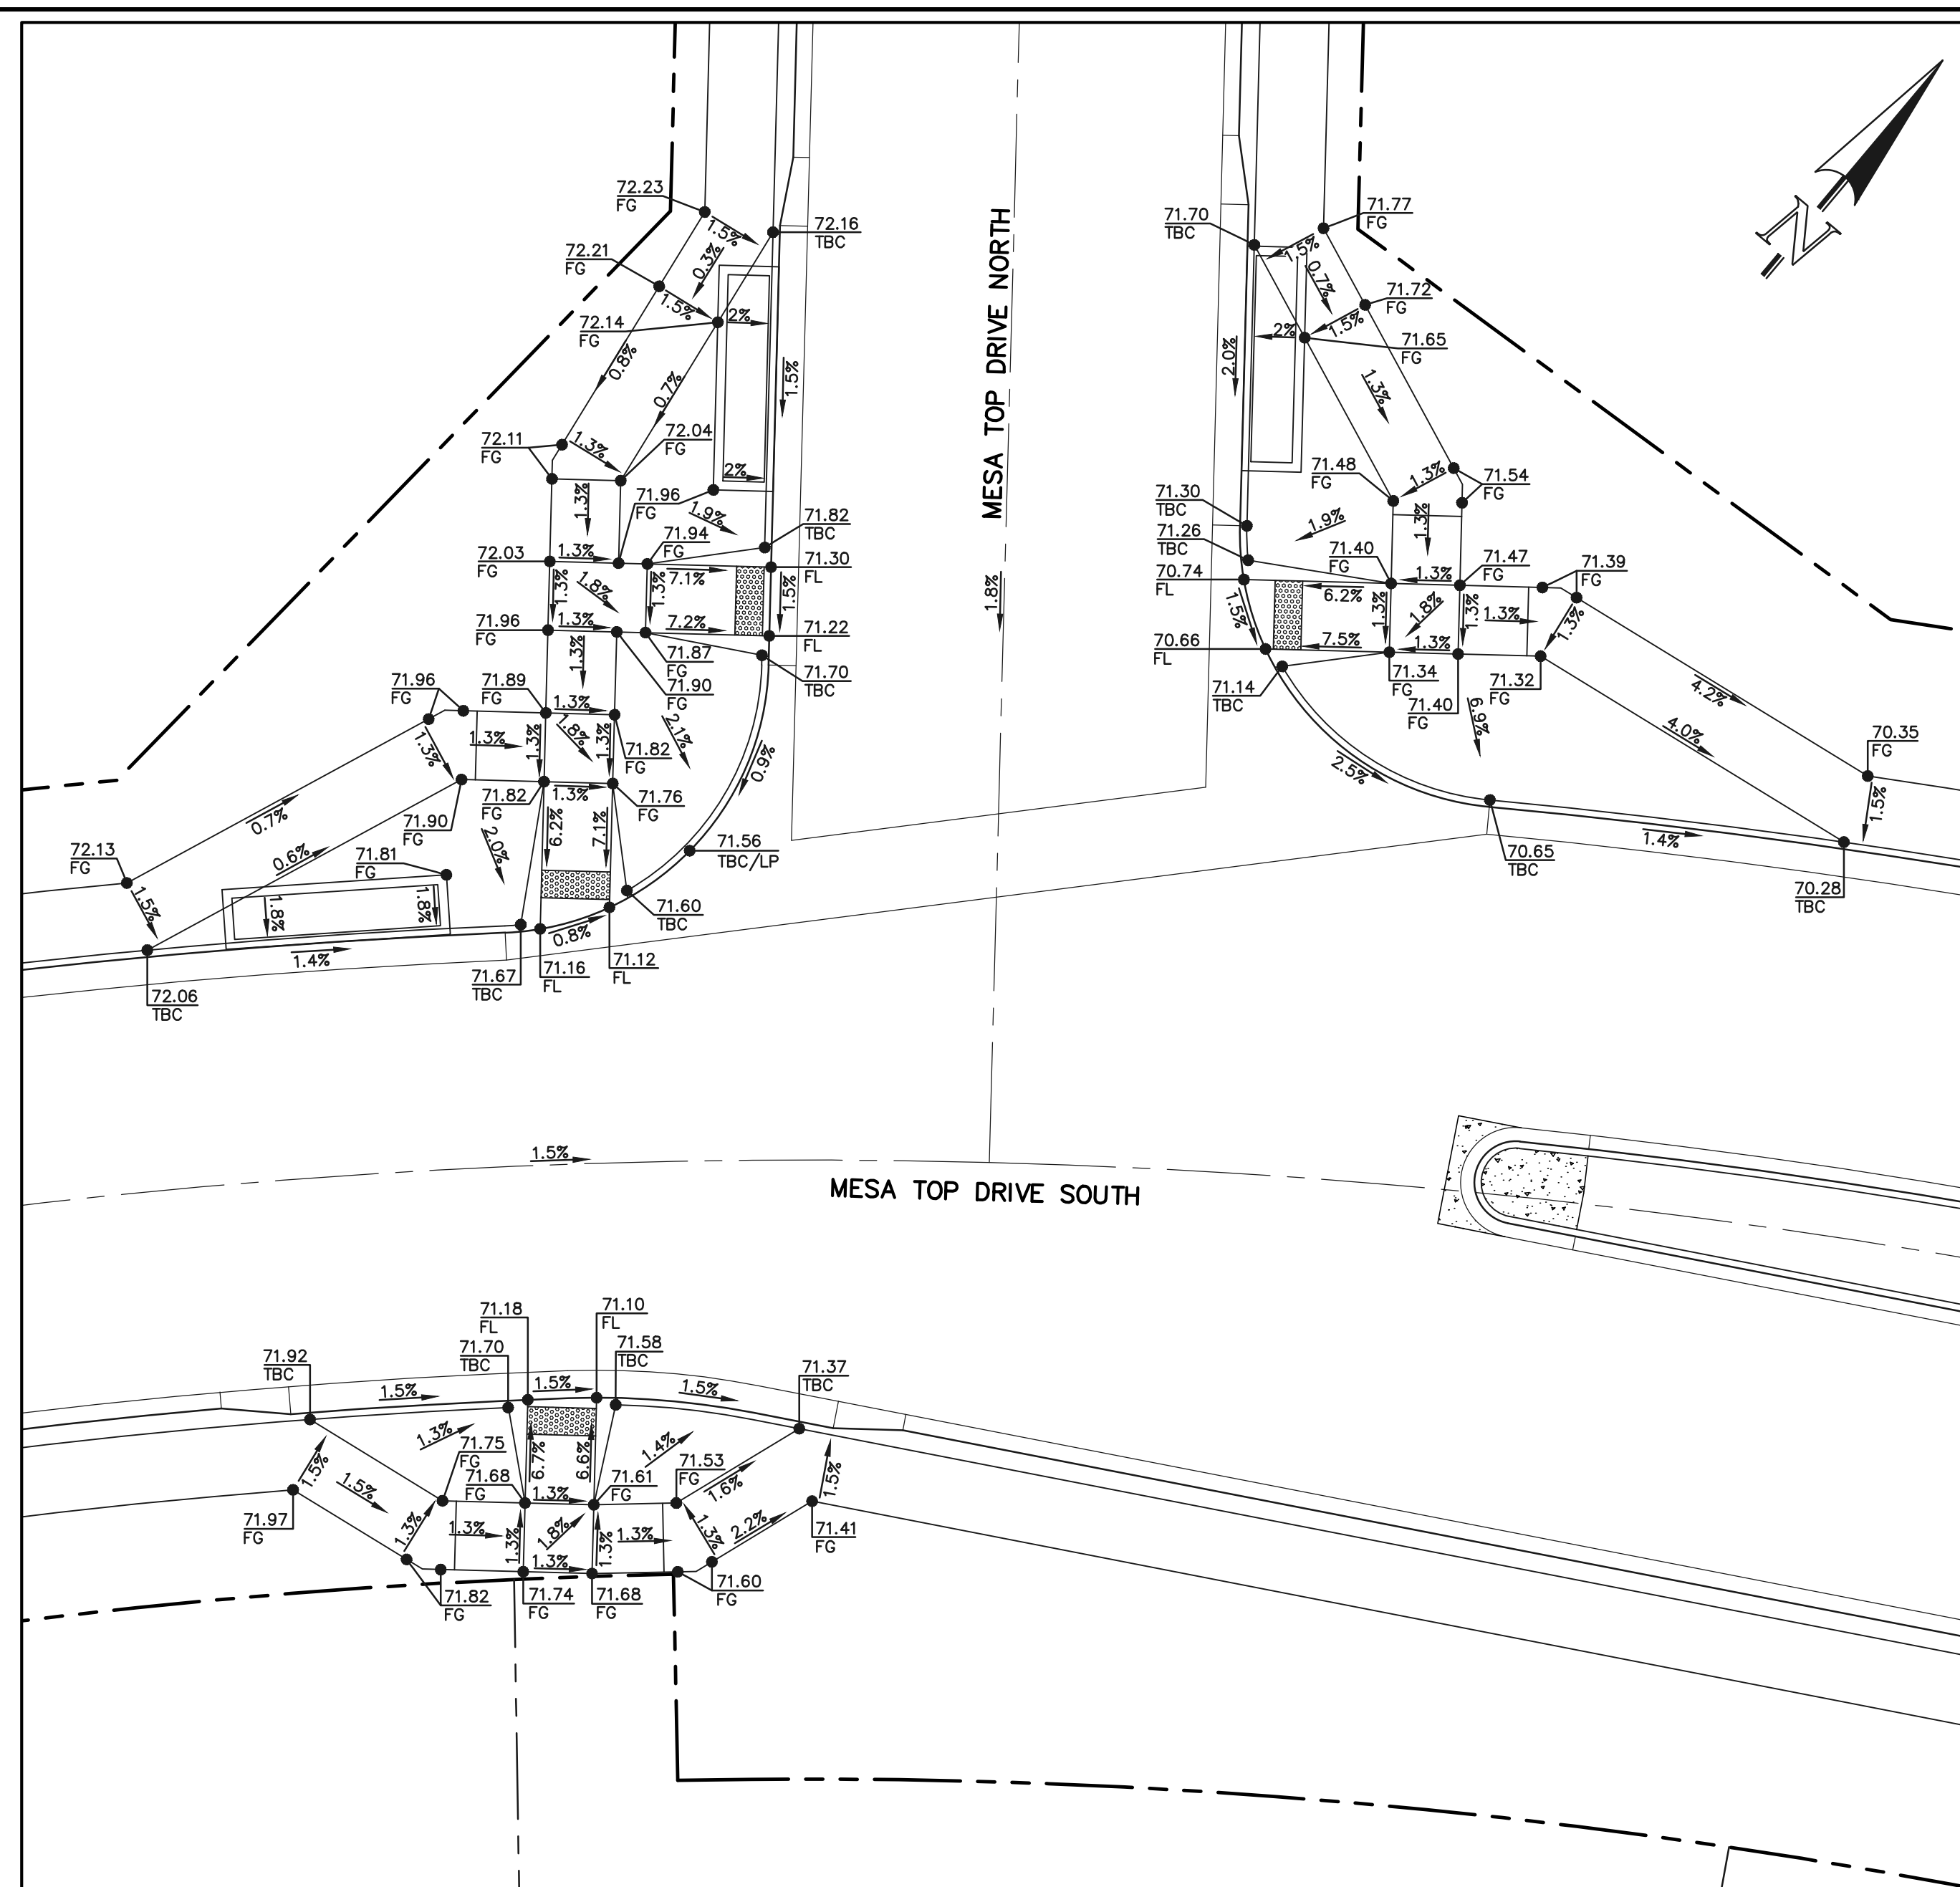 72.23
FG
72.21
FG
72.14
FG
1.5%
0.3%
1.5%
2%
72.16
TBC
0.8%
0.7%
1.5%
72.11
FG
1.3%
72.04
FG
2%
1.3%
71.96
FG
1.9%
71.94
FG
71.82
TBC
72.03
FG
1.3%
7.1%
71.30
FL
1.3%
1.8%
1.3%
1.5%
71.96
FG
1.3%
7.2%
71.22
FL
1.3%
71.87
FG
71.90
FG
71.70
TBC
71.96
FG
71.89
FG
1.3%
2.1%
1.3%
1.3%
1.3%
1.8%
1.3%
71.82
FG
0.9%
71.82
FG
1.3%
71.76
FG
0.7%
71.90
FG
2.0%
6.2%
7.1%
71.56
TBC/LP
72.13
FG
0.6%
71.81
FG
1.5%
1.8%
1.8%
71.60
TBC
0.8%
1.4%
71.67
TBC
71.16
FL
71.12
FL
72.06
TBC
MESA TOP DRIVE NORTH
1.8%
N
71.70
TBC
71.77
FG
1.5%
0.7%
71.72
FG
1.5%
2%
71.65
FG
2.0%
1.3%
71.48
FG
1.3%
71.54
FG
71.30
TBC
1.9%
1.3%
71.26
TBC
71.40
FG
71.47
FG
71.39
FG
70.74
FL
1.3%
6.2%
1.5%
1.3%
1.8%
1.3%
1.3%
1.3%
7.5%
1.3%
70.66
FL
71.14
TBC
71.34
FG
71.40
FG
71.32
FG
6.9%
4.2%
4.0%
2.5%
70.35
FG
1.5%
1.4%
70.65
TBC
70.28
TBC
1.5%
MESA TOP DRIVE SOUTH
71.18
FL
71.10
FL
71.70
TBC
71.58
TBC
71.92
TBC
71.37
TBC
1.5%
1.5%
1.5%
1.3%
71.75
FG
6.7%
6.6%
1.4%
71.53
FG
1.5%
1.5%
71.68
FG
71.61
FG
1.6%
1.5%
1.3%
71.97
FG
1.3%
1.3%
1.3%
1.8%
1.3%
1.3%
1.3%
2.2%
71.41
FG
1.3%
71.82
FG
71.74
FG
71.68
FG
71.60
FG